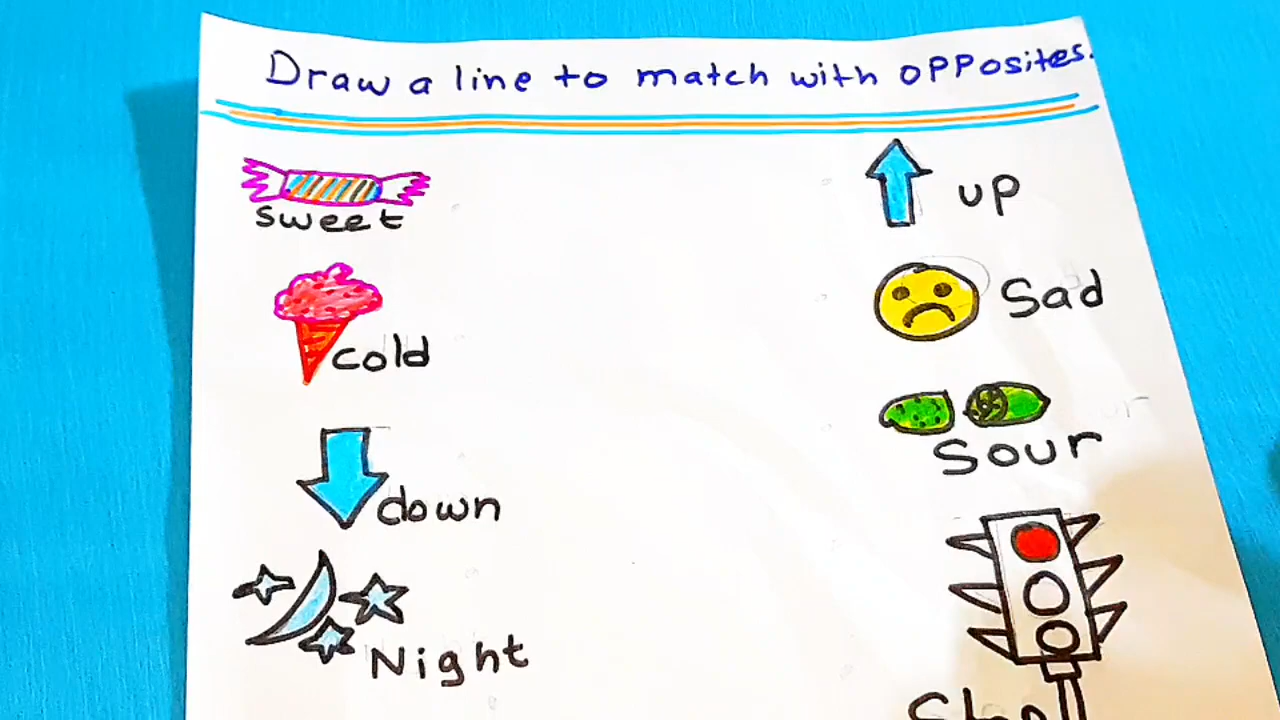 Draw a line to match with opposites.
sweet
up
cold
Sad
down
Sour
Night